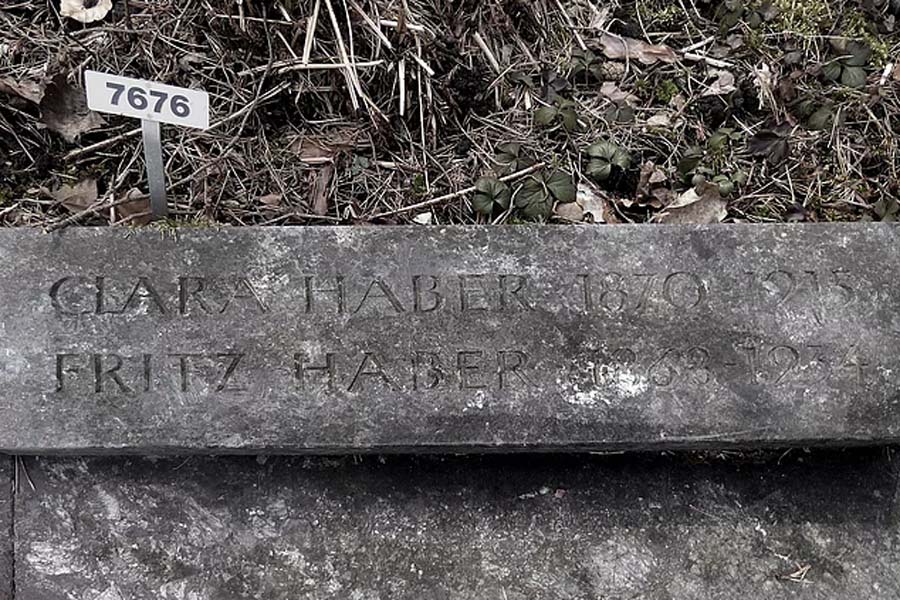 7676
CLARA HABER 1870-1915
FRITZ HABER 1868-1934